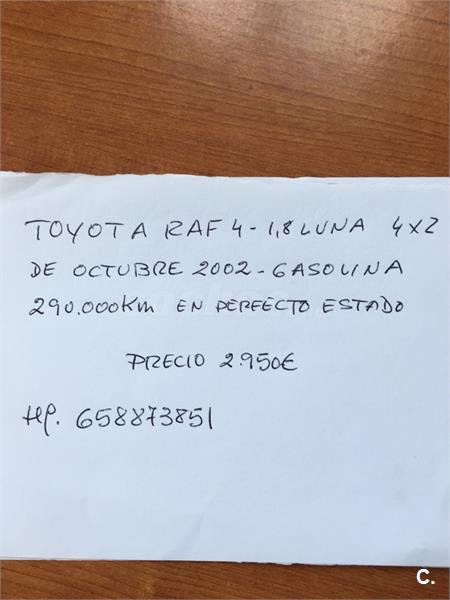 TOYOTA RAF 4 - 1,8 LUNA 4X2
DE OCTUBRE 2002 - GASOLINA
290.000Km EN PERFECTO ESTADO
PRECIO 2.950€
Tlf. 658873851
C.